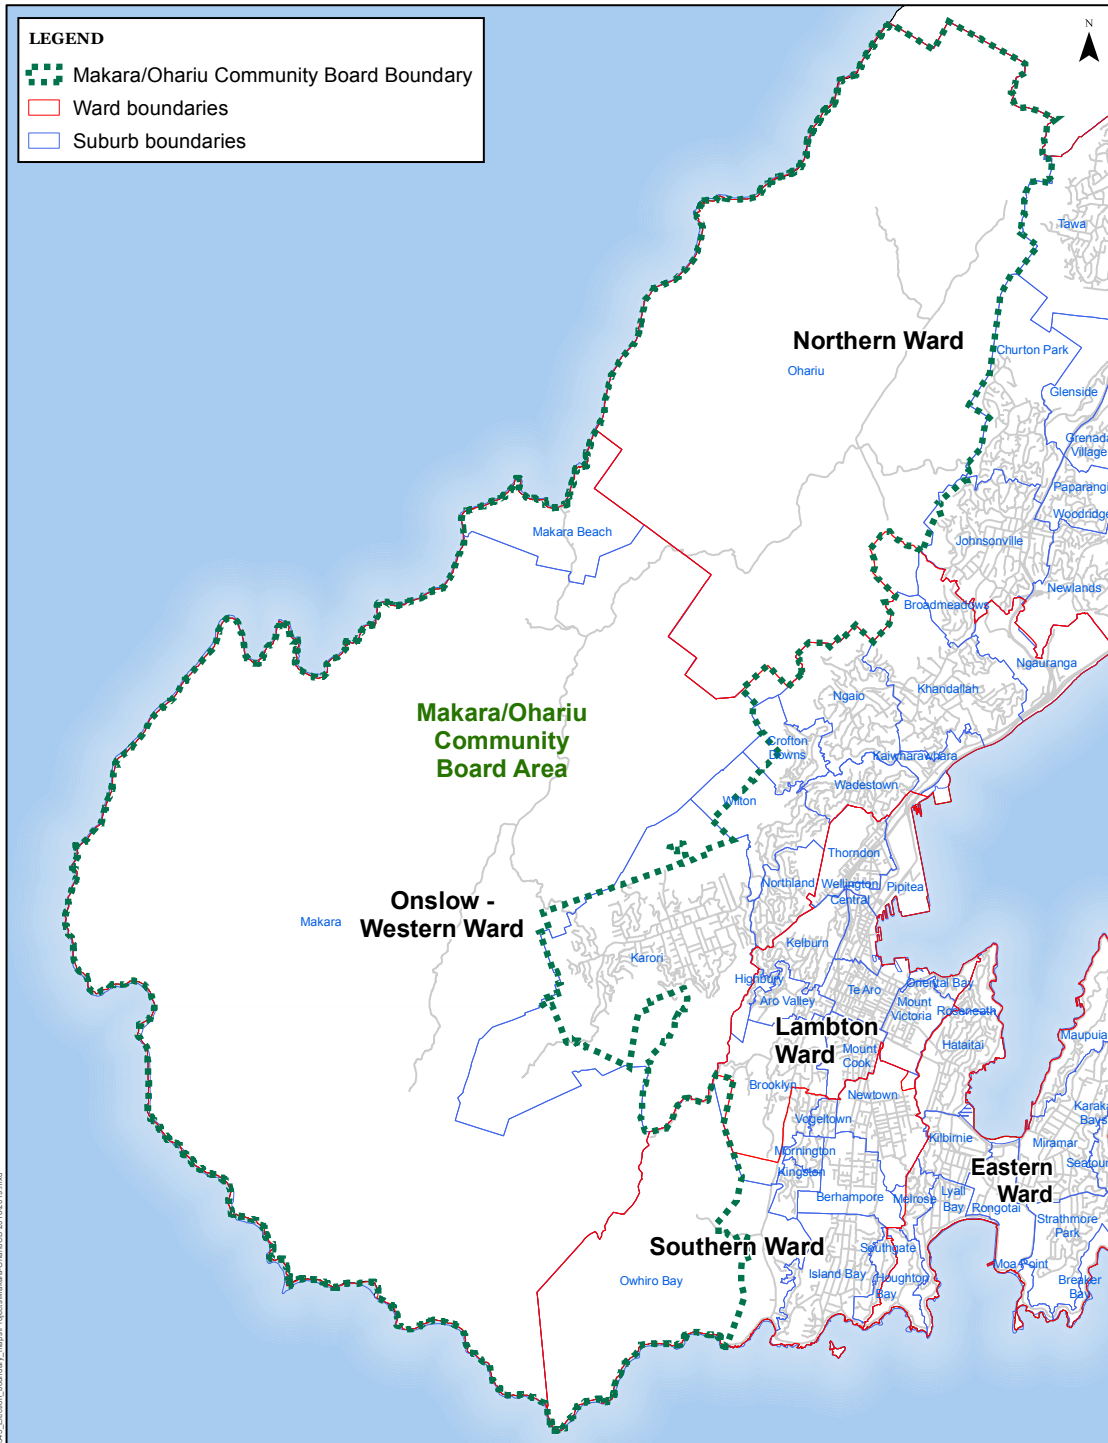 LEGEND
Makara/Ohariu Community Board Boundary
Ward boundaries
Suburb boundaries
N
Tawa
Northern Ward
Ohariu
Churton Park
Glenside
Grenada
Village
Paparangi
Woodridge
Makara Beach
Johnsonville
Newlands
Broadmeadows
Ngauranga
Khandallah
Ngaio
Makara/Ohariu
Community
Board Area
Crofton
Downs
Kaiwharawhara
Wadestown
Wilton
Thorndon
Northland
Wellington
Central
Pipitea
Onslow -
Western Ward
Makara
Karori
Kelburn
Highbury
Aro Valley
Te Aro
Oriental Bay
Mount
Victoria
Roseneath
Lambton
Ward
Hataitai
Maupuia
Mount
Cook
Brooklyn
Newtown
Vogeltown
Karaka
Bays
Kilbirnie
Miramar
Mornington
Kingston
Eastern
Ward
Seatoun
Berhampore
Melrose
Lyall
Bay
Rongotai
Strathmore
Park
Southern Ward
Southgate
Moa Point
Owhiro Bay
Island Bay
Houghton
Bay
Breaker
Bay